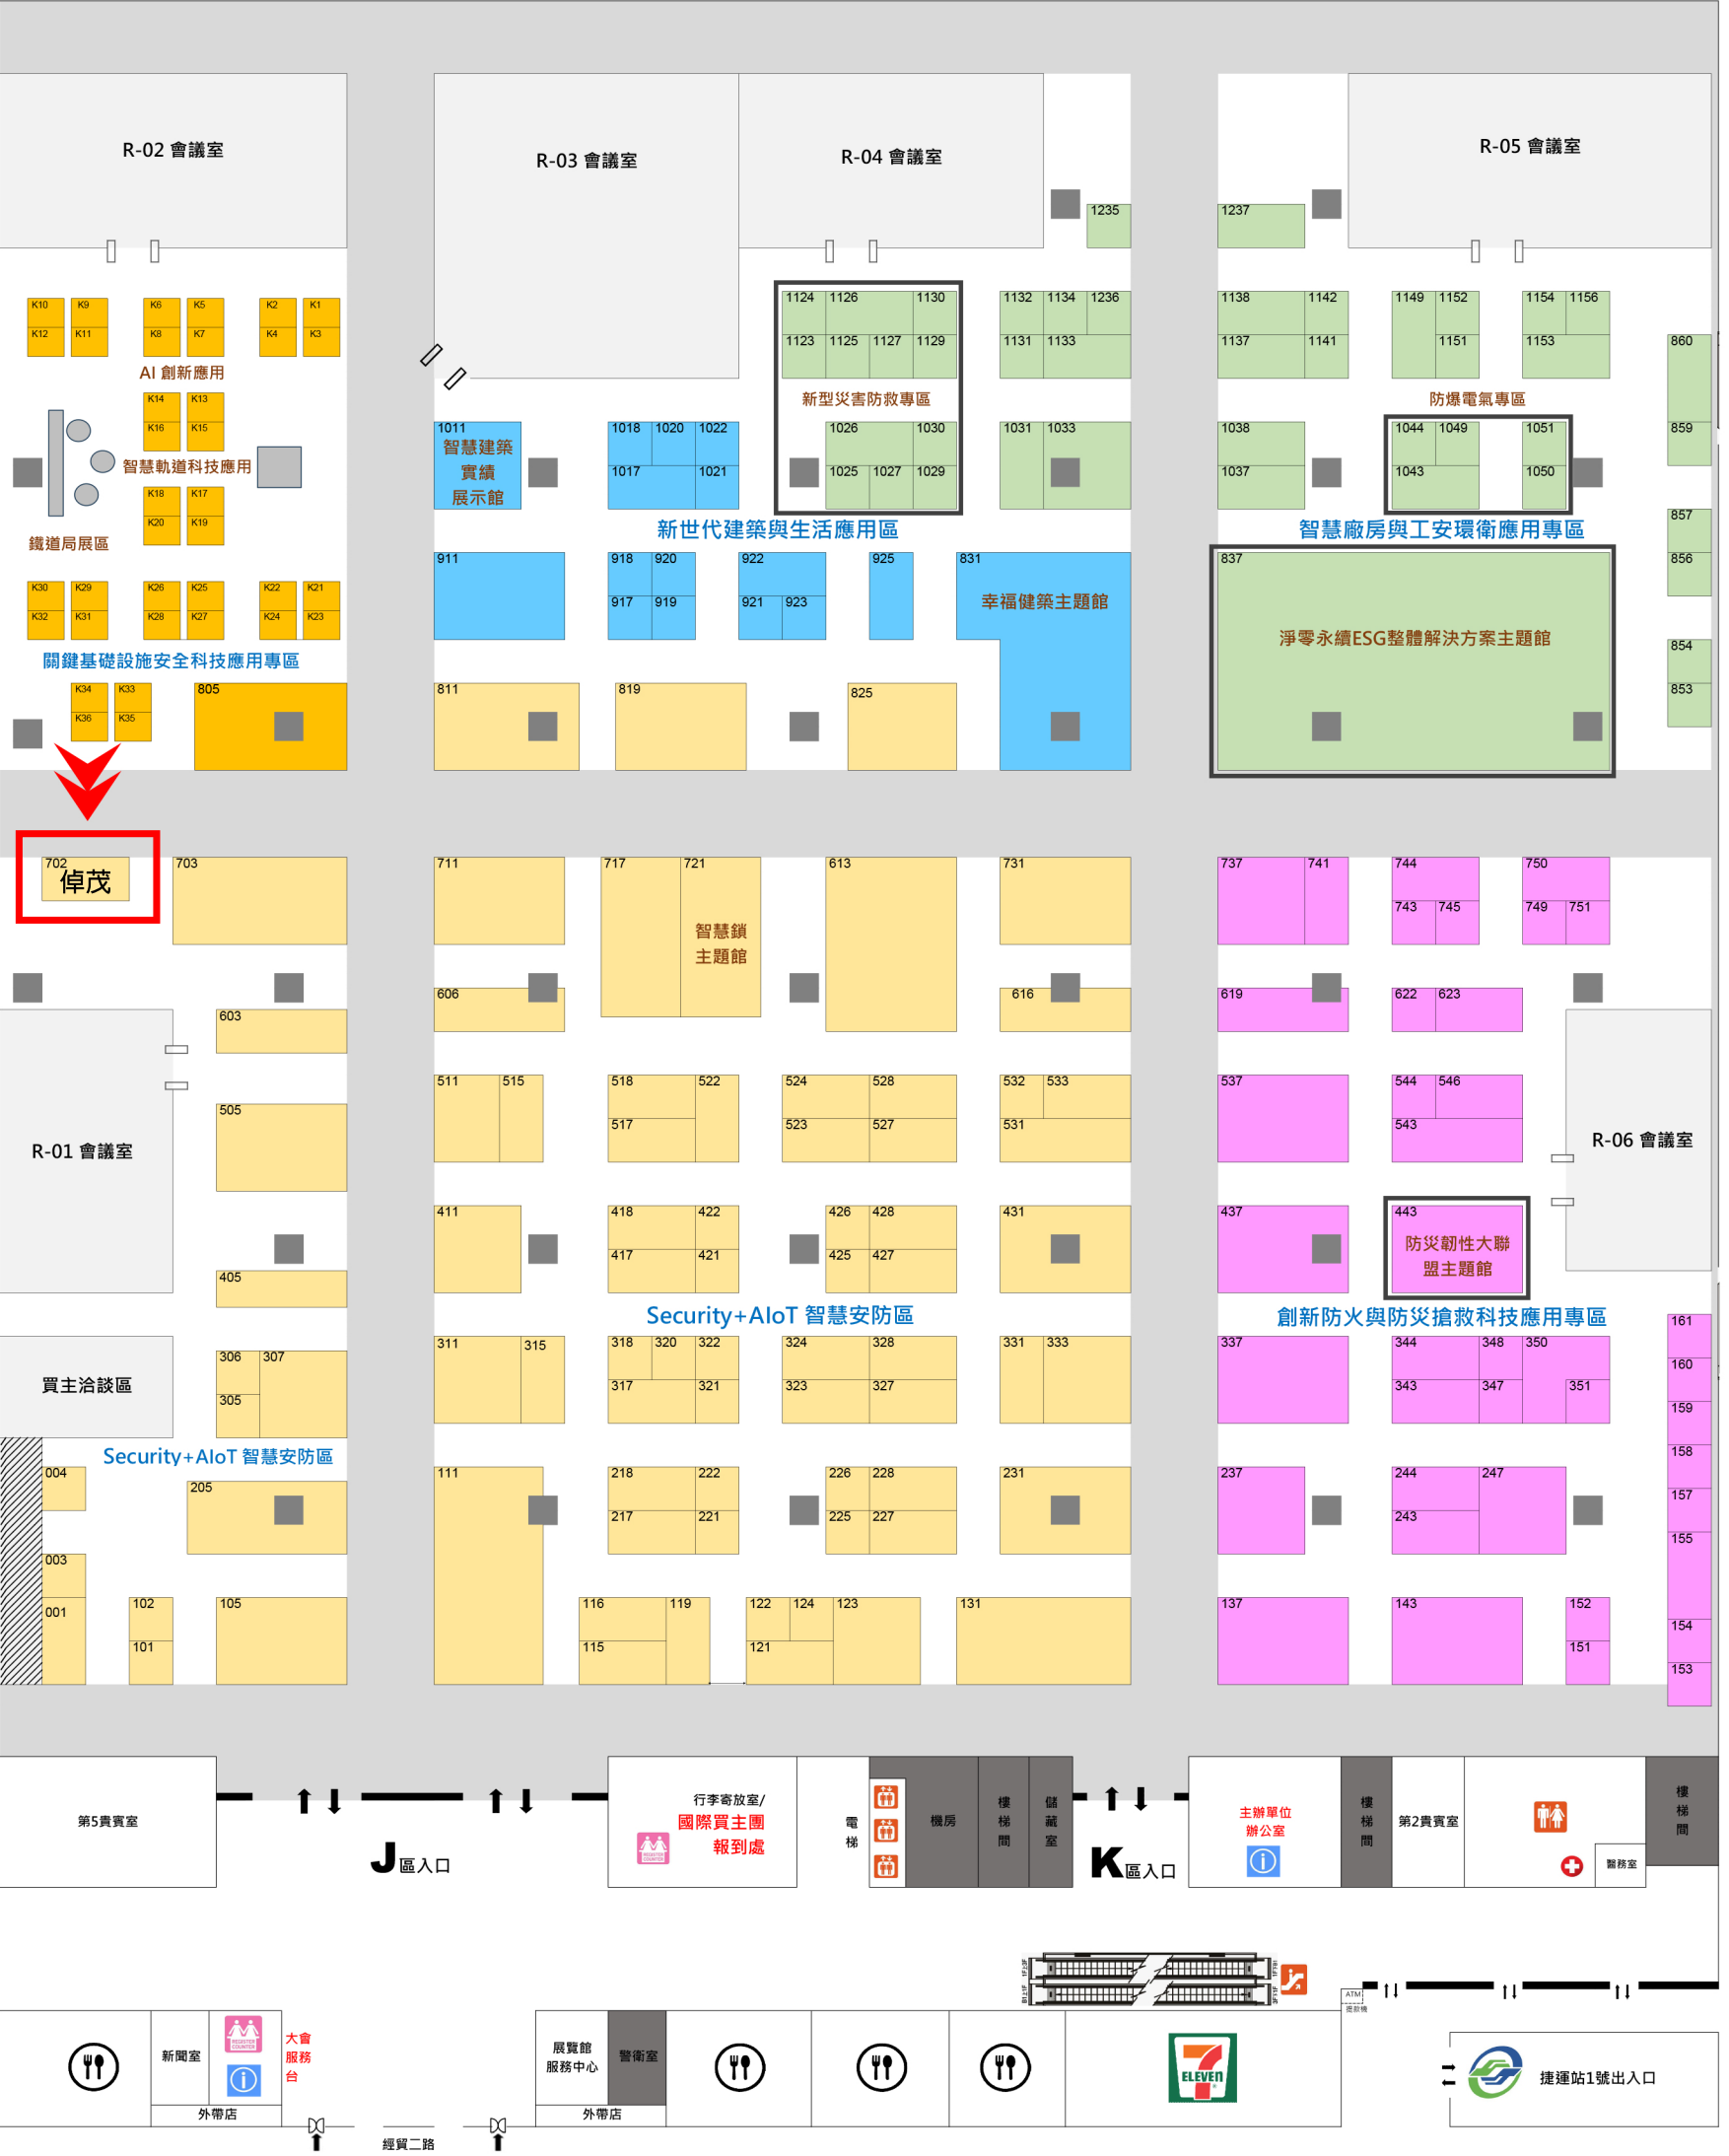 R-02 會議室
R-03 會議室
R-04 會議室
R-05 會議室
1235
1237
K10 K9 K6 K5 K2 K1
K12 K11 K8 K7 K4 K3
AI 創新應用
K14 K13
K16 K15
智慧軌道科技應用
K18 K17
K20 K19
鐵道局展區
K30 K29 K26 K25 K22 K21
K32 K31 K28 K27 K24 K23
關鍵基礎設施安全科技應用專區
K34 K33
K36 K35
805
1124 1126 1130
1123 1125 1127 1129
新型災害防救專區
1026 1030
1025 1027 1029
1132 1134 1236
1131 1133
1031 1033
1138 1142
1137 1141
1149 1152
1151
1154 1156
1153
防爆電氣專區
1038
1037
1044 1049
1043
1051
1050
860
859
857
856
854
853
1011
智慧建築
實績
展示館
1018 1020 1022
1017 1021
新世代建築與生活應用區
智慧廠房與工安環衛應用專區
911
918 920
917 919
922
921 923
925
831
幸福健築主題館
837
淨零永續ESG整體解決方案主題館
811
819
825
702
倬茂
703
711
717
721
智慧鎖
主題館
613
731
737 741
744
743 745
750
749 751
603
606
616
619
622 623
R-01 會議室
505
511 515
518 522
517
524 528
523 527
532 533
531
537
544 546
543
R-06 會議室
405
411
418 422
417 421
426 428
425 427
431
437
443
防災韌性大聯
盟主題館
Security+AIoT 智慧安防區
創新防火與防災搶救科技應用專區
買主洽談區
306 307
305
311 315
318 320 322
317 321
324 328
323 327
331 333
337
344 348 350
343 347 351
161
160
159
158
157
155
154
153
Security+AIoT 智慧安防區
004
205
003
001
102
101
105
111
218 222
217 221
226 228
225 227
231
237
244 247
243
116 119
115
122 124 123
121
131
137
143
152
151
第5貴賓室
J區入口
行李寄放室/
國際買主團
報到處
REGISTER
COUNTER
電梯
機房
樓梯間
儲藏室
K區入口
主辦單位
辦公室
樓梯間
第2貴賓室
醫務室
樓梯間
ATM
提款機
新聞室
REGISTER
COUNTER
大會
服務
台
外帶店
經貿二路
展覽館
服務中心
警衛室
外帶店
7
ELEVEN
捷運站1號出入口